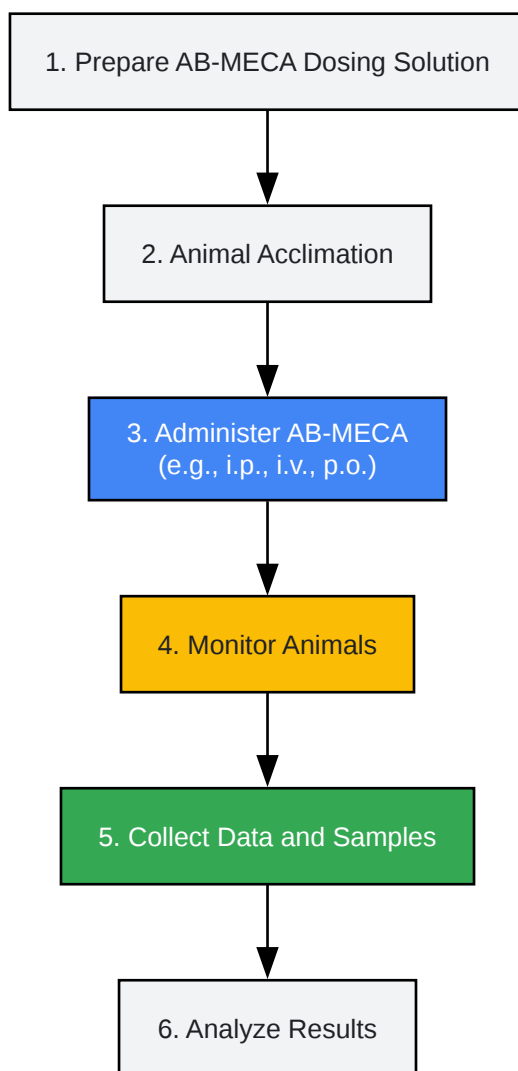 1. Prepare AB-MECA Dosing Solution
2. Animal Acclimation
3. Administer AB-MECA
(e.g., i.p., i.v., p.o.)
4. Monitor Animals
5. Collect Data and Samples
6. Analyze Results